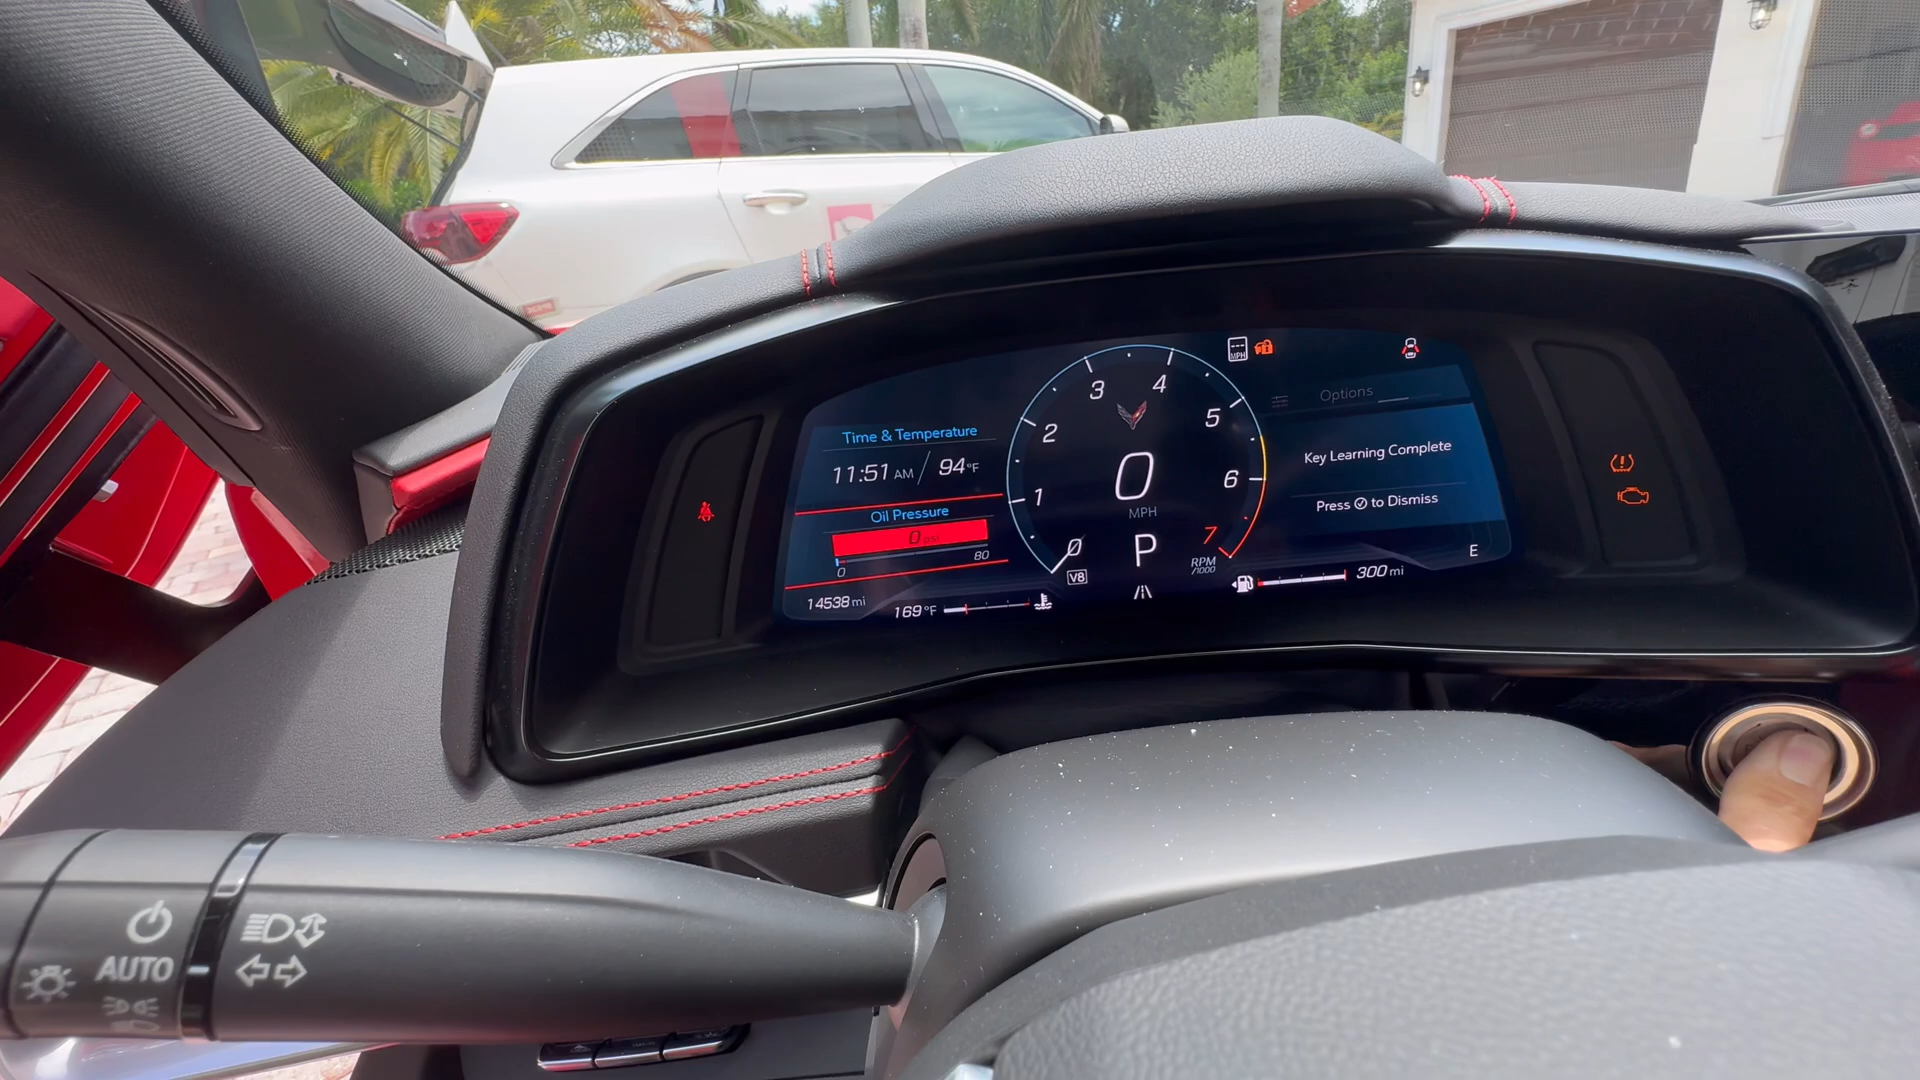 MPH
Options
Time & Temperature
11:51 AM / 94°F
Key Learning Complete
Press to Dismiss
Oil Pressure
0 psi
0
80
0
1
2
3
4
5
6
7
0
MPH
P
V8
RPM
/1000
E
14538 mi
169°F
300 mi
AUTO